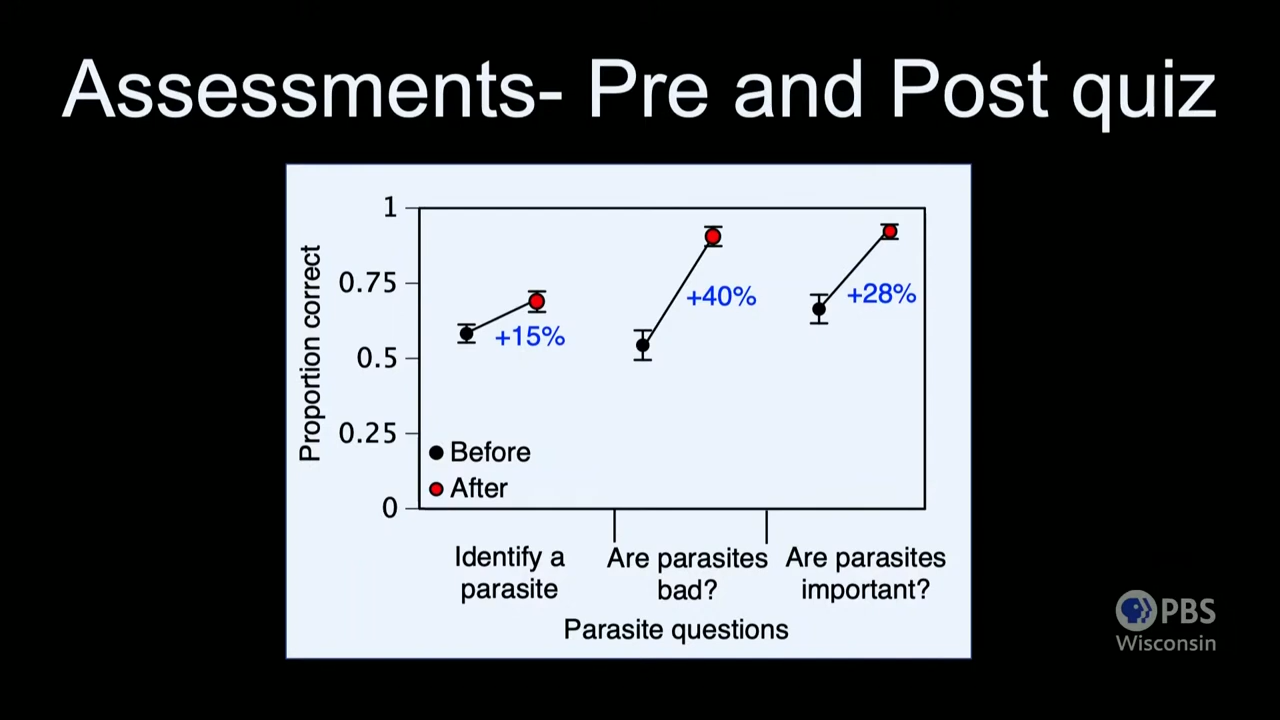 Assessments- Pre and Post quiz
1
0.75
0.5
0.25
0
Proportion correct
+15%
+40%
+28%
Before
After
Identify a
parasite
Are parasites
bad?
Are parasites
important?
Parasite questions
PBS
Wisconsin